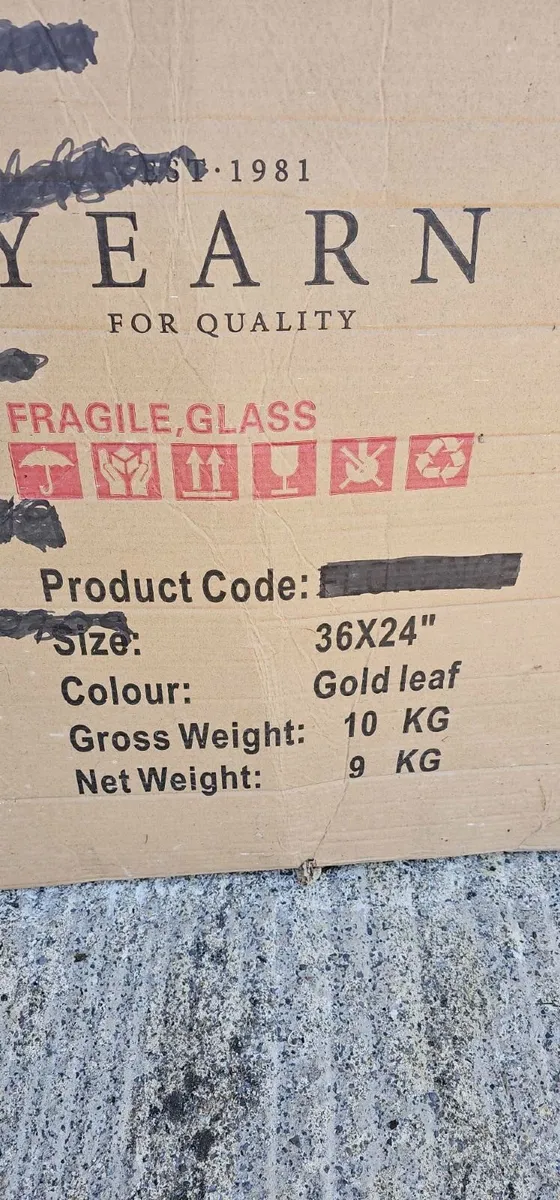 EST·1981
YEARN
FOR QUALITY
FRAGILE,GLASS
Product Code:
Size: 36X24"
Colour: Gold leaf
Gross Weight: 10 KG
Net Weight: 9 KG